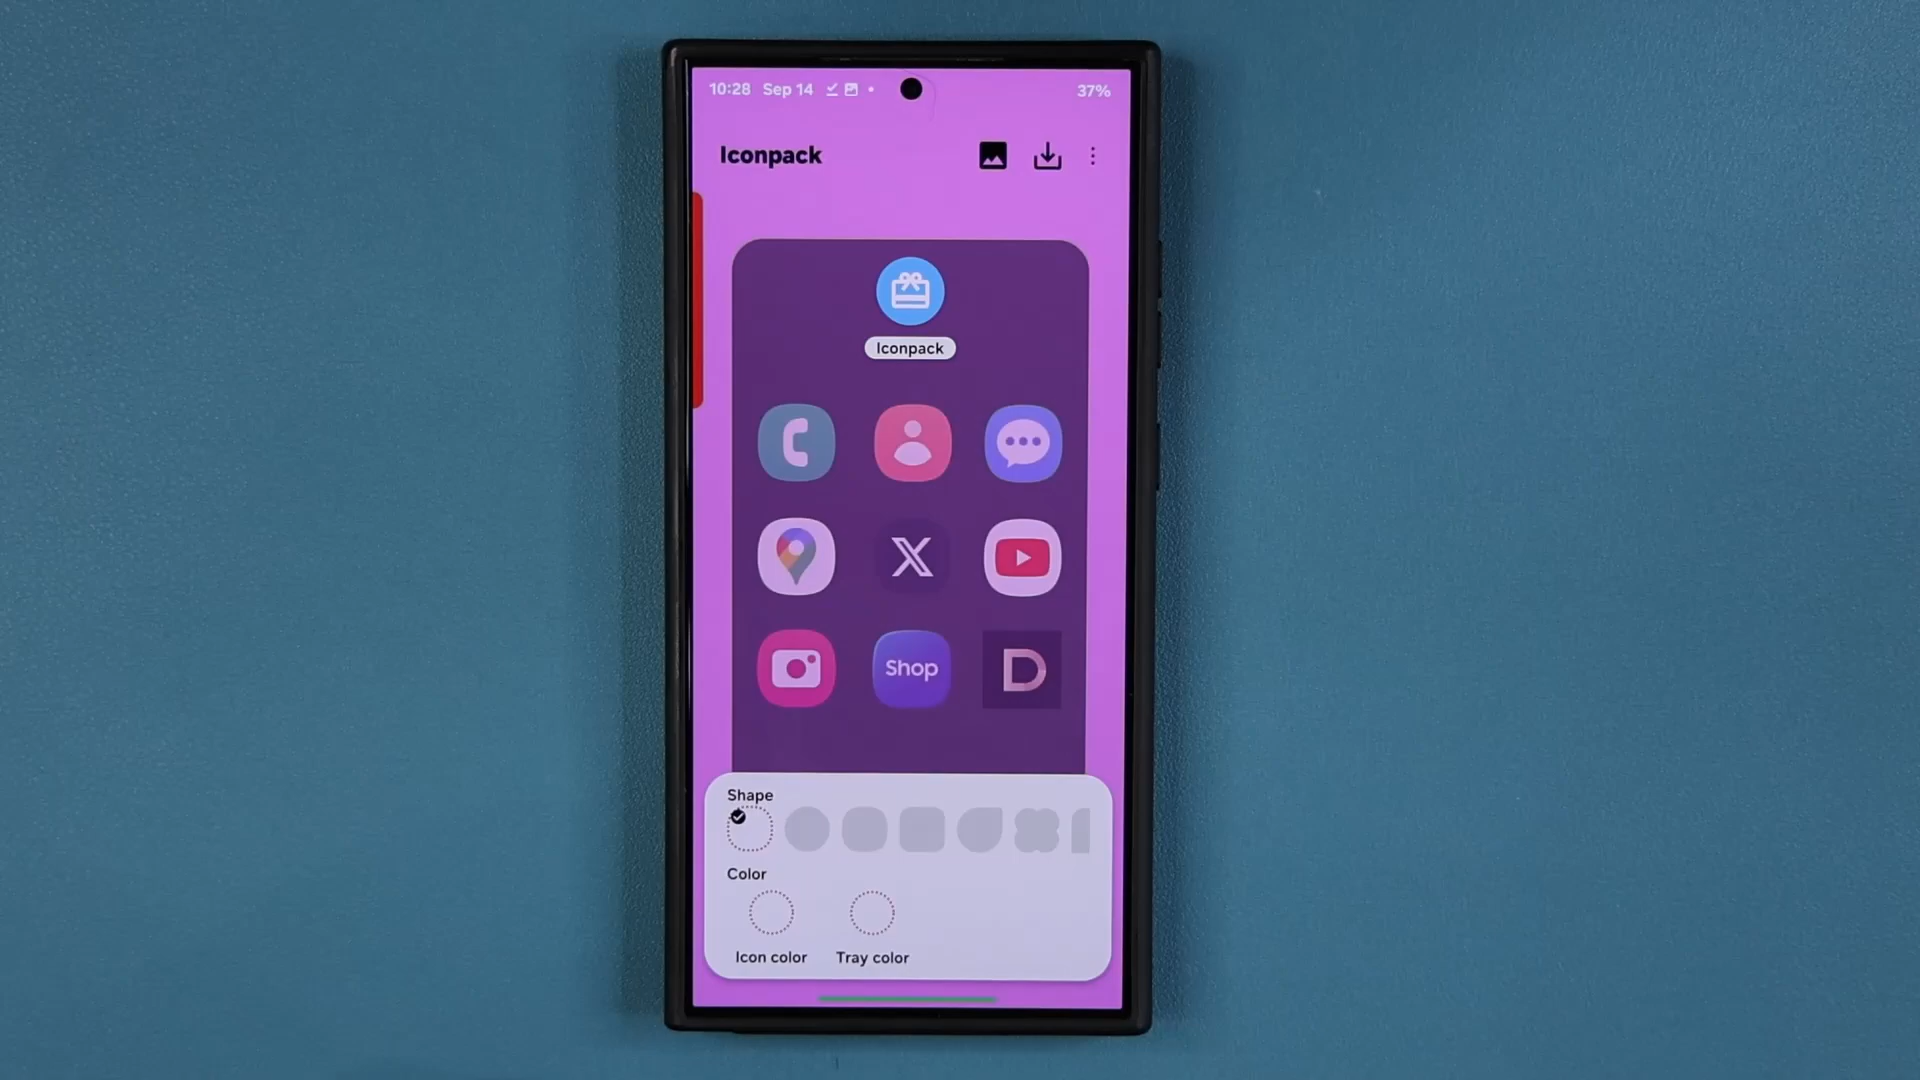 10:28 Sep 14
37%
Iconpack
Iconpack
X
Shop
D
Shape
Color
Icon color
Tray color